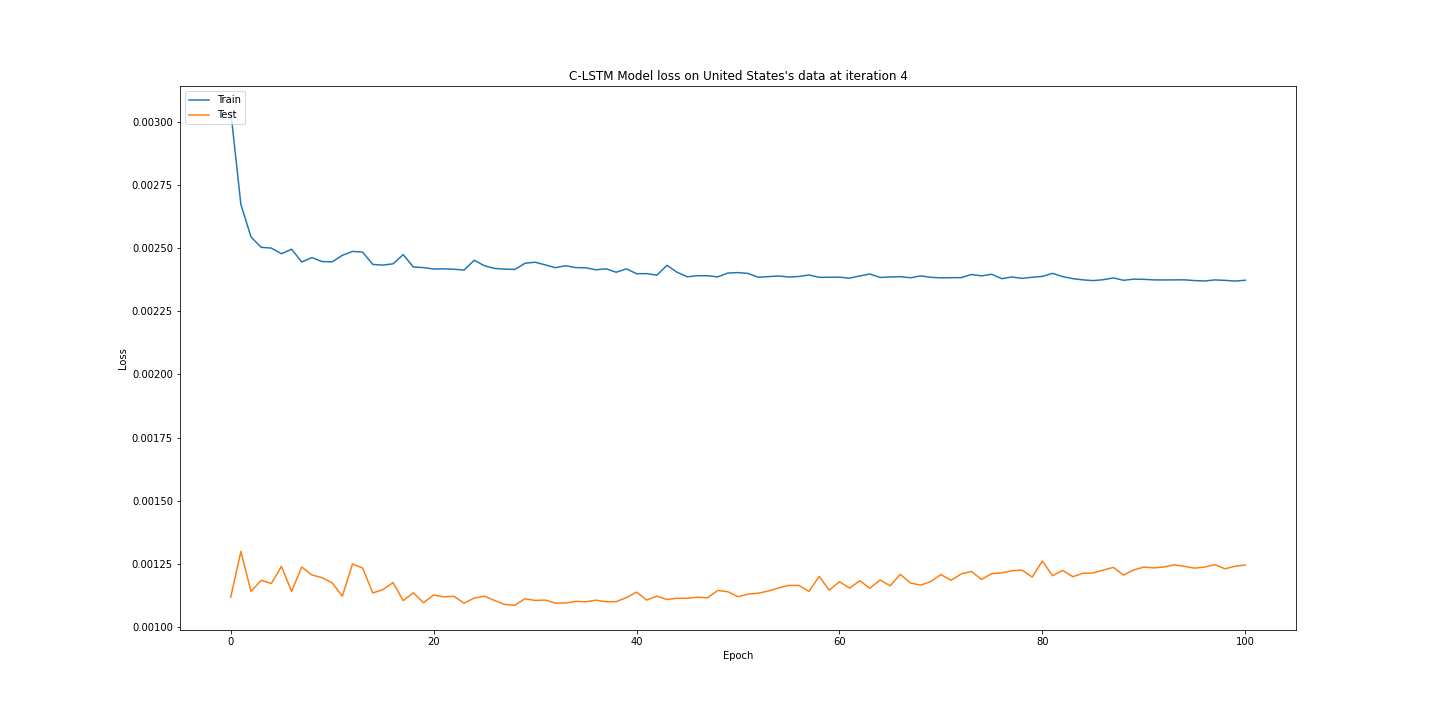 C-LSTM Model loss on United States's data at iteration 4
Train
Test
0.00300
0.00275
0.00250
0.00225
0.00200
0.00175
0.00150
0.00125
0.00100
Loss
0 20 40 60 80 100
Epoch